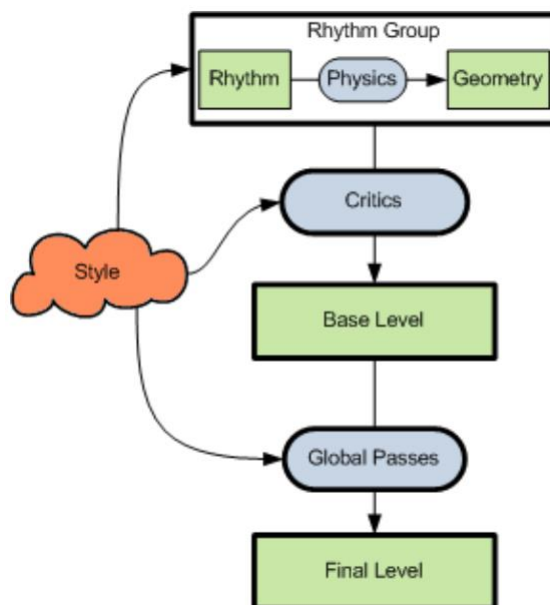 Rhythm Group
Rhythm
Physics
Geometry
Critics
Style
Base Level
Global Passes
Final Level